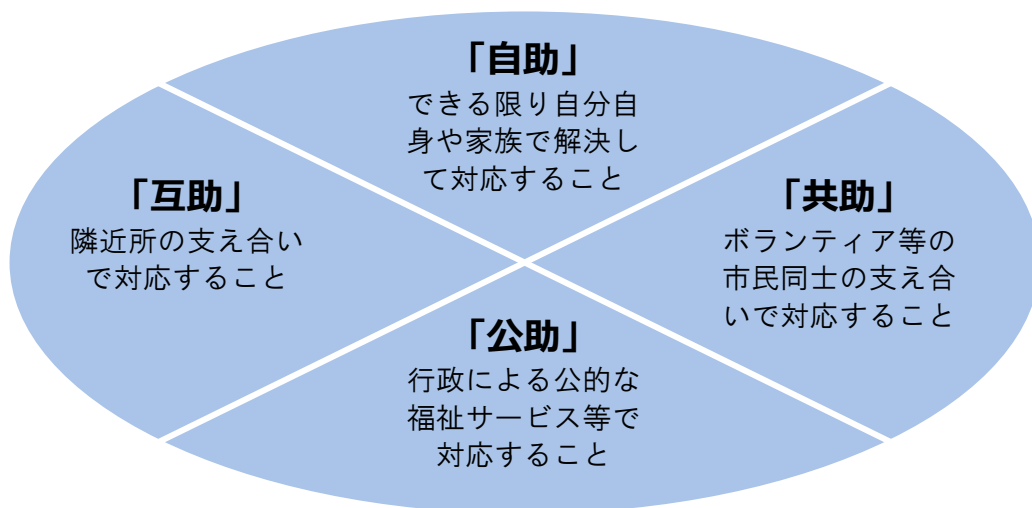 「自助」
できる限り自分自
身や家族で解決し
て対応すること
「互助」
隣近所の支え合い
で対応すること
「共助」
ボランティア等の
市民同士の支え合
いで対応すること
「公助」
行政による公的な
福祉サービス等で
対応すること